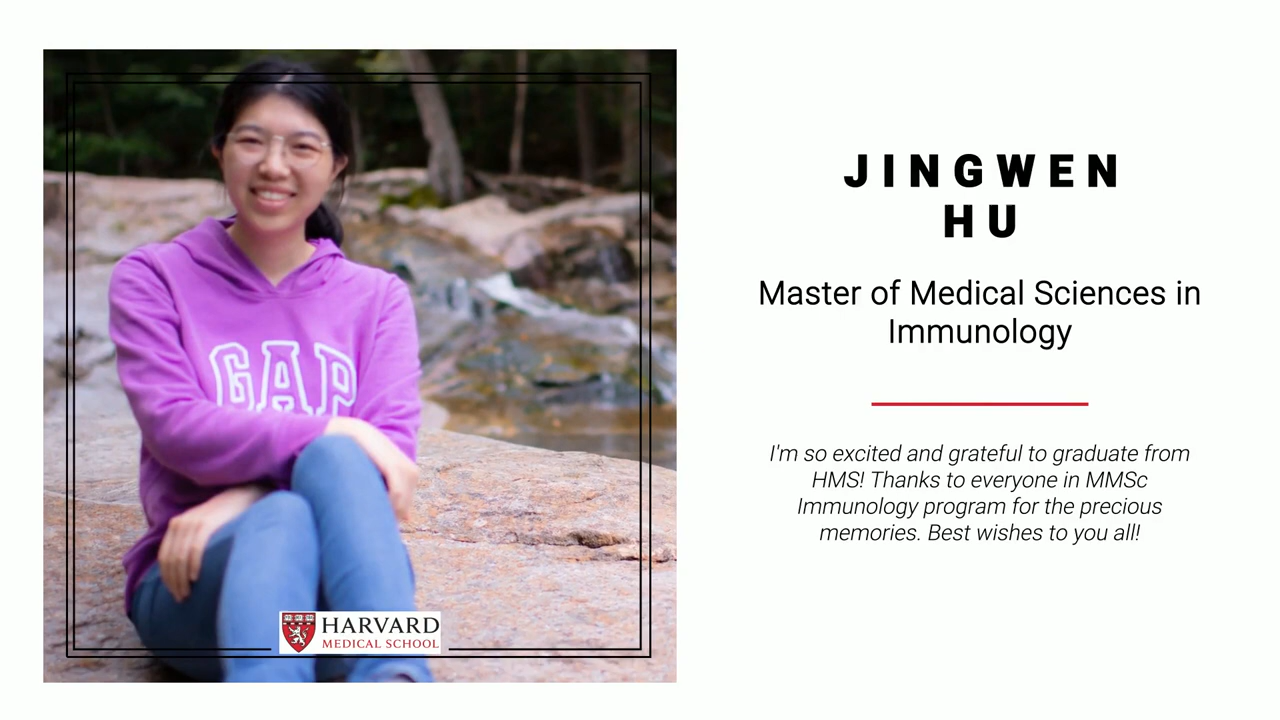 JINGWEN
HU
Master of Medical Sciences in
Immunology
I'm so excited and grateful to graduate from
HMS! Thanks to everyone in MMSc
Immunology program for the precious
memories. Best wishes to you all!
GAP
HARVARD
MEDICAL SCHOOL